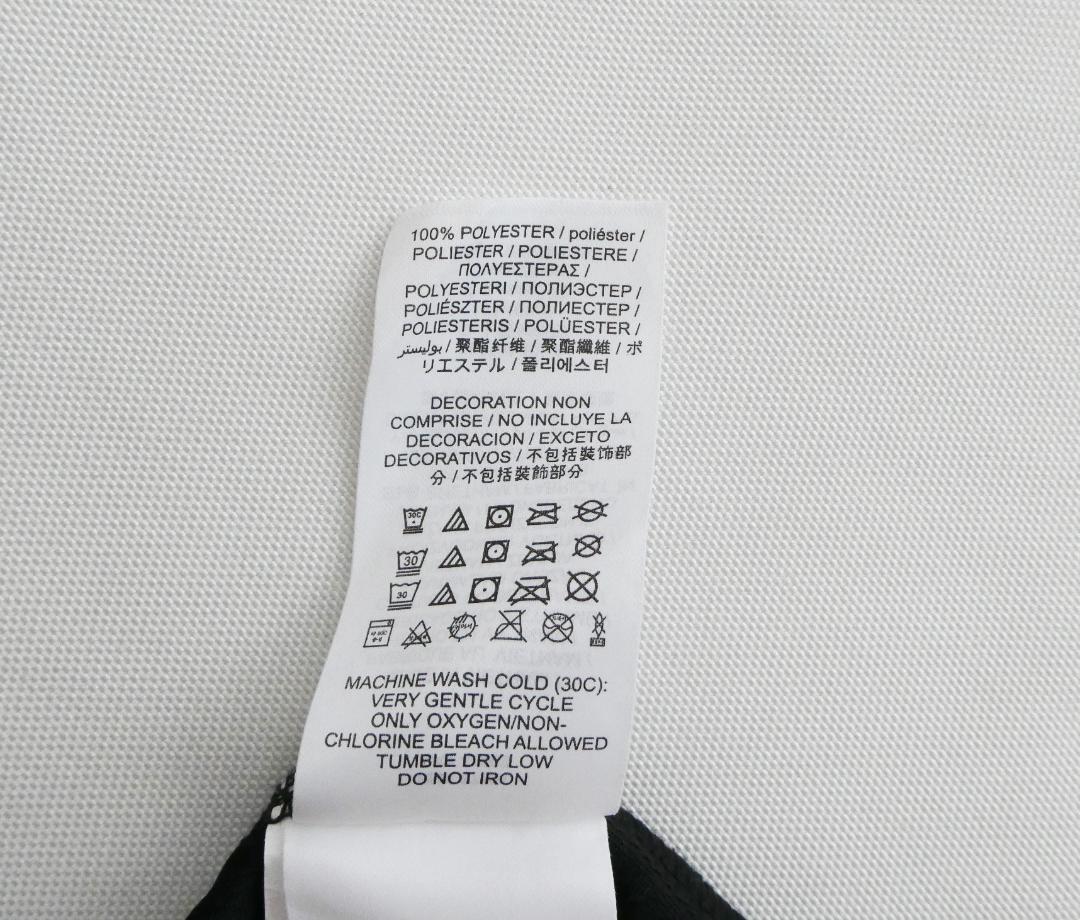 100% POLYESTER / poliéster /
POLIESTER / POLIESTERE /
ΠΟΛΥΕΣΤΕΡΑΣ /
POLYESTERI / ПОЛИЭСТЕР /
POLIÉSZTER / ПОЛИЕСТЕР /
POLIESTERIS / POLÜESTER /
بوليستر / 聚酯纤维 / 聚酯纖維 / ポ
リエステル / 폴리에스터
DECORATION NON
COMPRISE / NO INCLUYE LA
DECORACION / EXCETO
DECORATIVOS / 不包括装饰部
分 / 不包括裝飾部分
30C
30
30
MACHINE WASH COLD (30C):
VERY GENTLE CYCLE
ONLY OXYGEN/NON-
CHLORINE BLEACH ALLOWED
TUMBLE DRY LOW
DO NOT IRON